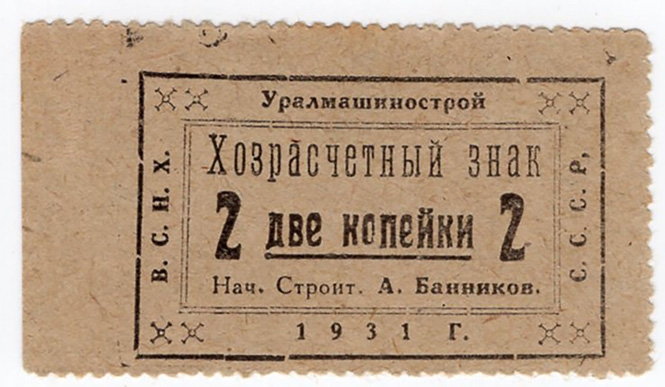 Уралмашинострой
В. С. Н. Х.
Хозрасчетный знак
2 две копейки 2
Нач. Строит. А. Банников.
С. С. С. Р,
1931 г.